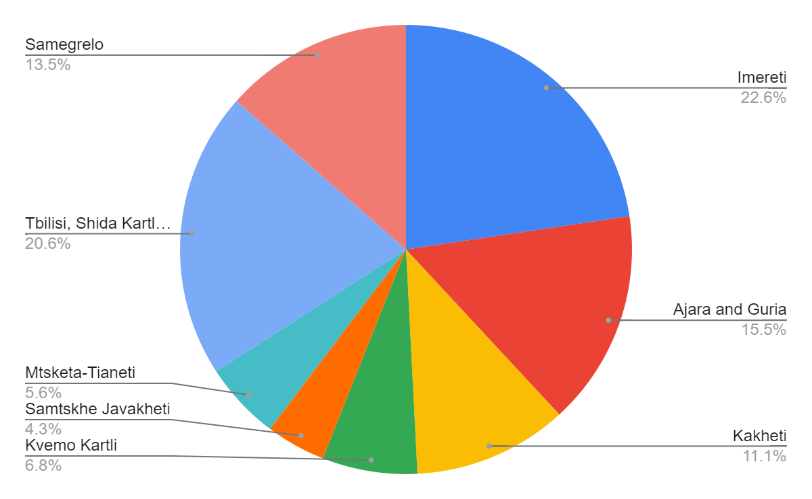 Samegrelo
13.5%
Imereti
22.6%
Tbilisi, Shida Kartl…
20.6%
Ajara and Guria
15.5%
Mtsketa-Tianeti
5.6%
Samtskhe Javakheti
4.3%
Kvemo Kartli
6.8%
Kakheti
11.1%